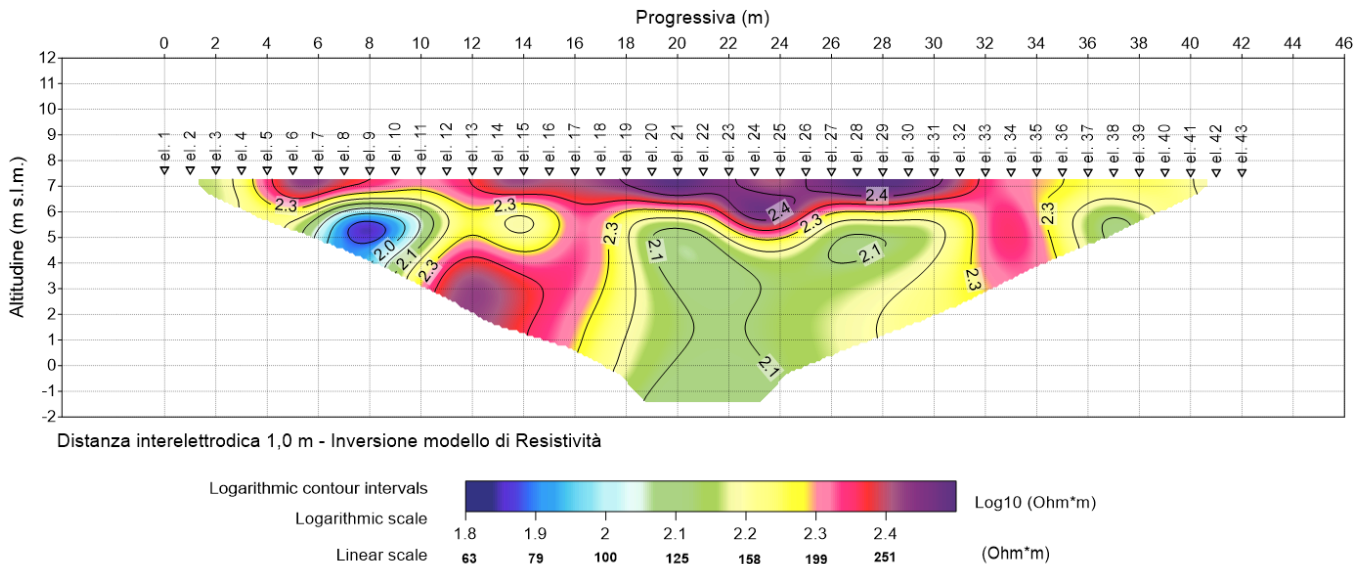 Progressiva (m)
0 2 4 6 8 10 12 14 16 18 20 22 24 26 28 30 32 34 36 38 40 42 44 46
Altitudine (m s.l.m.)
12
11
10
9
8
7
6
5
4
3
2
1
0
-1
-2
el. 1 el. 2 el. 3 el. 4 el. 5 el. 6 el. 7 el. 8 el. 9 el. 10 el. 11 el. 12 el. 13 el. 14 el. 15 el. 16 el. 17 el. 18 el. 19 el. 20 el. 21 el. 22 el. 23 el. 24 el. 25 el. 26 el. 27 el. 28 el. 29 el. 30 el. 31 el. 32 el. 33 el. 34 el. 35 el. 36 el. 37 el. 38 el. 39 el. 40 el. 41 el. 42 el. 43
2.3 2.3 2.4 2.4 2.3 2.3 2.3
2.0 2.1 2.3 2.1 2.1 2.3
2.1
Distanza interelettrodica 1,0 m - Inversione modello di Resistività
Logarithmic contour intervals
Log10 (Ohm*m)
Logarithmic scale
1.8 1.9 2 2.1 2.2 2.3 2.4
Linear scale 63 79 100 125 158 199 251 (Ohm*m)